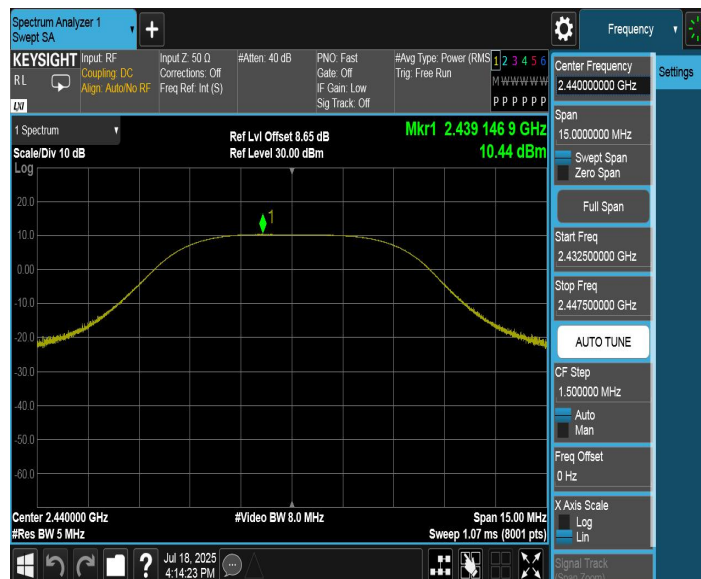 Spectrum Analyzer 1
Swept SA
+
Frequency
KEYSIGHT
RL
LXI
Input: RF
Coupling: DC
Align: Auto/No RF
Input Z: 50 Ω
Corrections: Off
Freq Ref: Int (S)
#Atten: 40 dB
PNO: Fast
Gate: Off
IF Gain: Low
Sig Track: Off
#Avg Type: Power (RMS
Trig: Free Run
1 2 3 4 5 6
M W W W W W
P P P P P P
1 Spectrum
Scale/Div 10 dB
Log
Ref Lvl Offset 8.65 dB
Ref Level 30.00 dBm
Mkr1 2.439 146 9 GHz
10.44 dBm
20.0
10.0
0.00
-10.0
-20.0
-30.0
-40.0
-50.0
-60.0
1
Center 2.44000 GHz
#Res BW 5 MHz
#Video BW 8.0 MHz
Span 15.00 MHz
Sweep 1.07 ms (8001 pts)
Center Frequency
2.440000000 GHz
Span
15.0000000 MHz
Swept Span
Zero Span
Full Span
Start Freq
2.432500000 GHz
Stop Freq
2.447500000 GHz
AUTO TUNE
CF Step
1.500000 MHz
Auto
Man
Freq Offset
0 Hz
X Axis Scale
Log
Lin
Signal Track
(Span Zoom)
Settings
?
Jul 18, 2025
4:14:23 PM